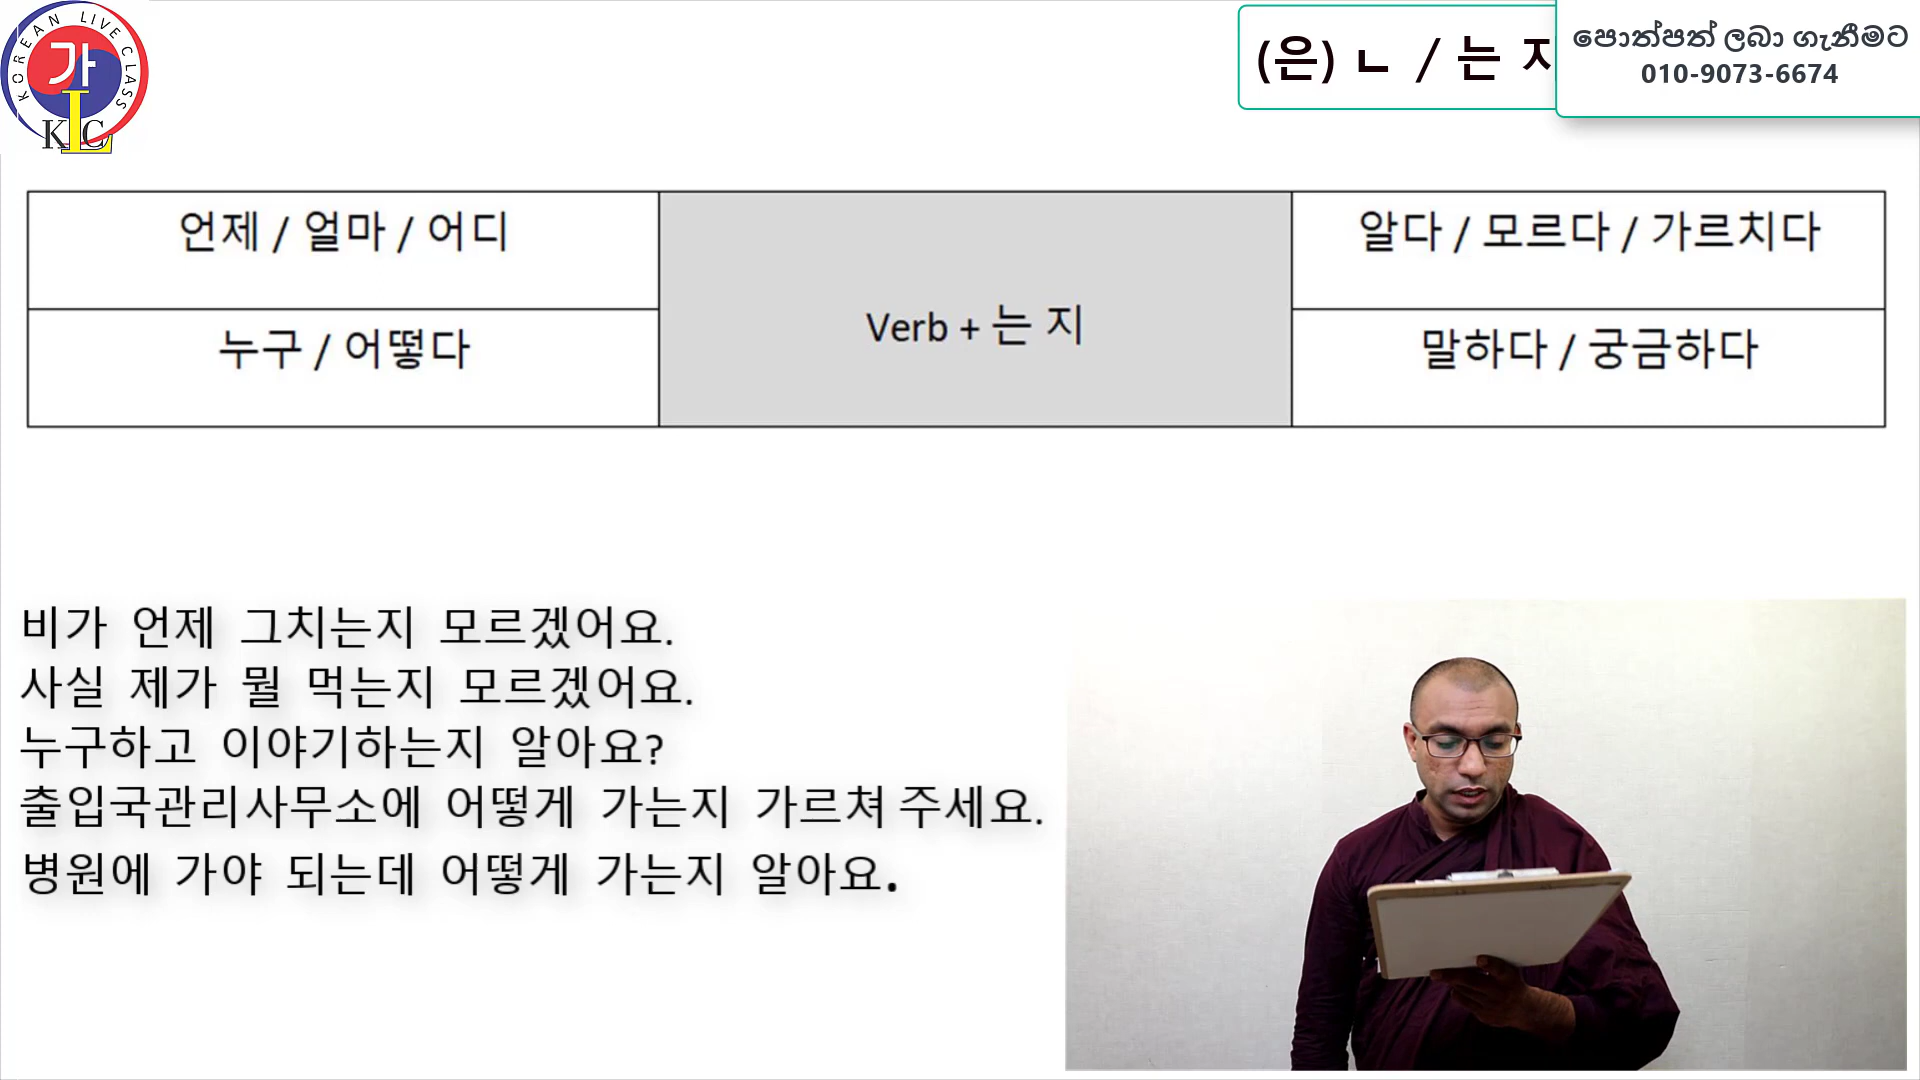 KOREAN LIVE CLASS
가
KLC
(은) ㄴ / 는 지
පොත්පත් ලබා ගැනීමට
010-9073-6674
언제 / 얼마 / 어디
Verb + 는 지
알다 / 모르다 / 가르치다
누구 / 어떻다
말하다 / 궁금하다
비가 언제 그치는지 모르겠어요.
사실 제가 뭘 먹는지 모르겠어요.
누구하고 이야기하는지 알아요?
출입국관리사무소에 어떻게 가는지 가르쳐 주세요.
병원에 가야 되는데 어떻게 가는지 알아요.